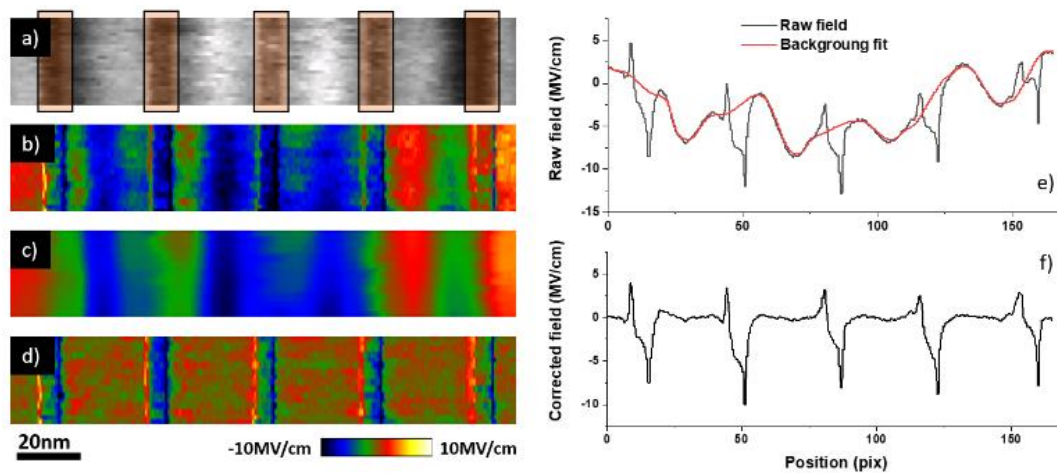 a)
b)
c)
d)
20nm
-10MV/cm 10MV/cm
Raw field
Backgroung fit
5
0
-5
-10
-15
Raw field (MV/cm)
0 50 100 150
e)
5
0
-5
-10
Corrected field (MV/cm)
f)
0 50 100 150
Position (pix)